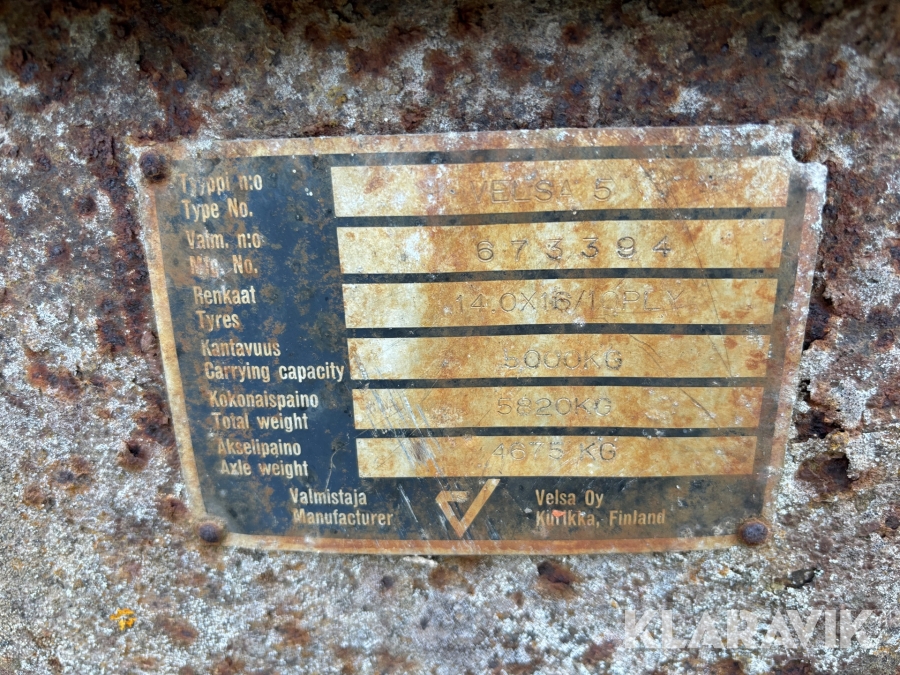 Tyyppi n:o
Type No.
VELSA 5
Valm. n:o
Mfg. No.
673394
Renkaat
Tyres
Kantavuus
Carrying capacity
5000KG
Kokonaispaino
Total weight
5820KG
Akselipaino
Axle weight
4675 KG
Valmistaja
Manufacturer
Velsa Oy
Kurikka, Finland
KLARAVIK